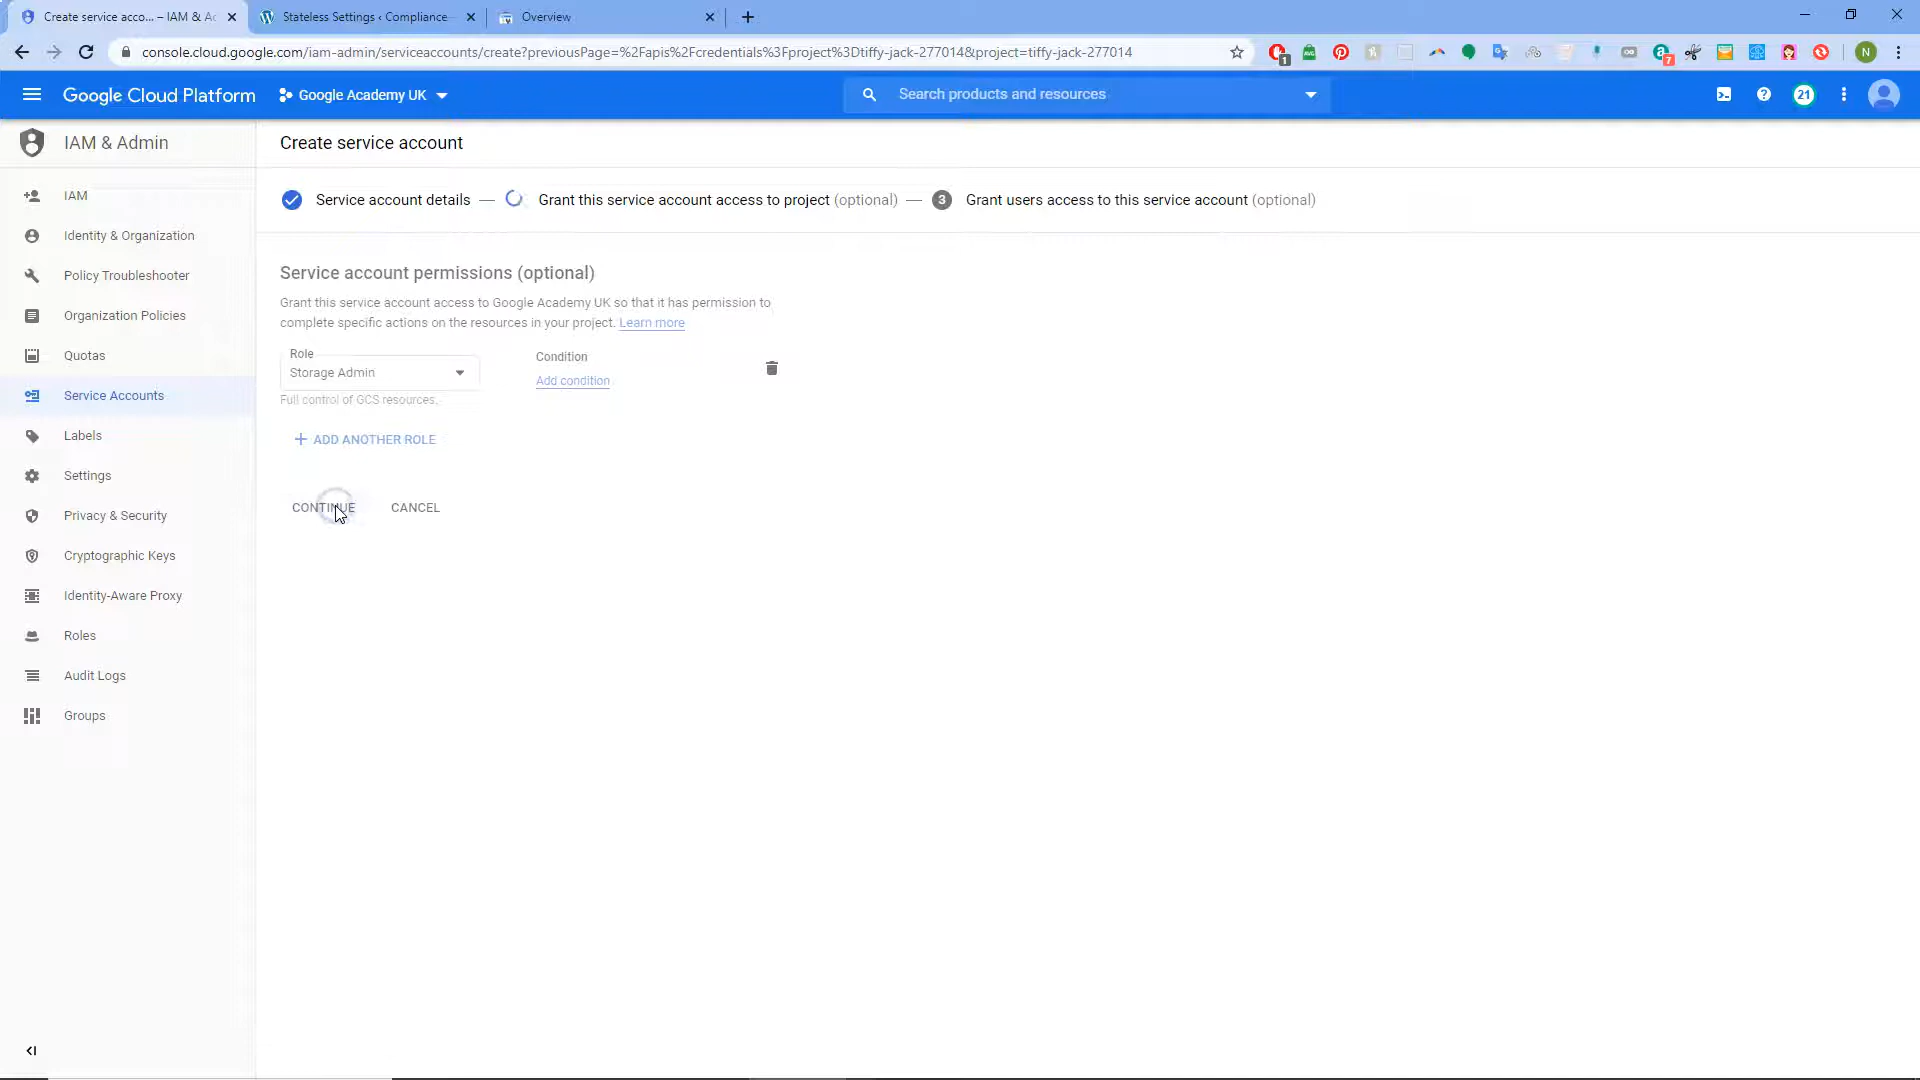 Create service acco... – IAM & Ac
Stateless Settings ‹ Compliance
Overview
console.cloud.google.com/iam-admin/serviceaccounts/create?previousPage=%2Fapis%2Fcredentials%3Fproject%3Dtiffy-jack-277014&project=tiffy-jack-277014
1
7
N
Google Cloud Platform
Google Academy UK
Search products and resources
21
IAM & Admin
Create service account
Service account details
Grant this service account access to project (optional)
3
Grant users access to this service account (optional)
IAM
Identity & Organization
Policy Troubleshooter
Organization Policies
Quotas
Service Accounts
Labels
Settings
Privacy & Security
Cryptographic Keys
Identity-Aware Proxy
Roles
Audit Logs
Groups
Service account permissions (optional)
Grant this service account access to Google Academy UK so that it has permission to
complete specific actions on the resources in your project. Learn more
Role
Storage Admin
Condition
Add condition
Full control of GCS resources.
+ ADD ANOTHER ROLE
CONTINUE
CANCEL